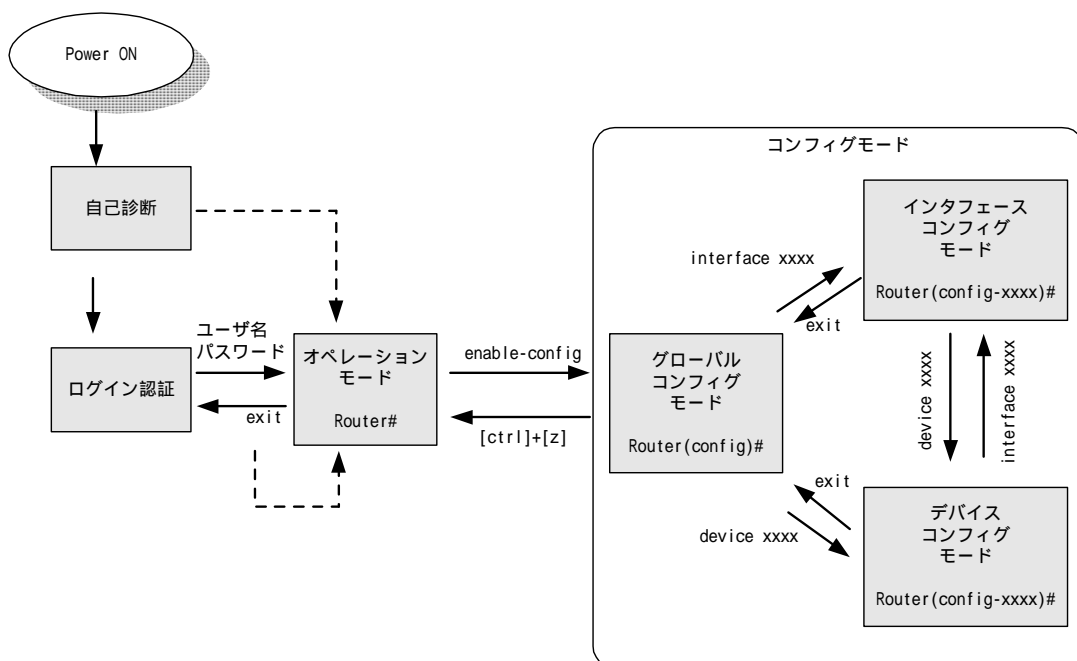 Power ON
自己診断
ログイン認証
ユーザ名
パスワード
exit
オペレーション
モード
Router#
enable-config
[ctrl]+[z]
コンフィグモード
グローバル
コンフィグ
モード
Router(config)#
interface xxxx
exit
インタフェース
コンフィグ
モード
Router(config-xxxx)#
device xxxx
interface xxxx
exit
device xxxx
デバイス
コンフィグ
モード
Router(config-xxxx)#